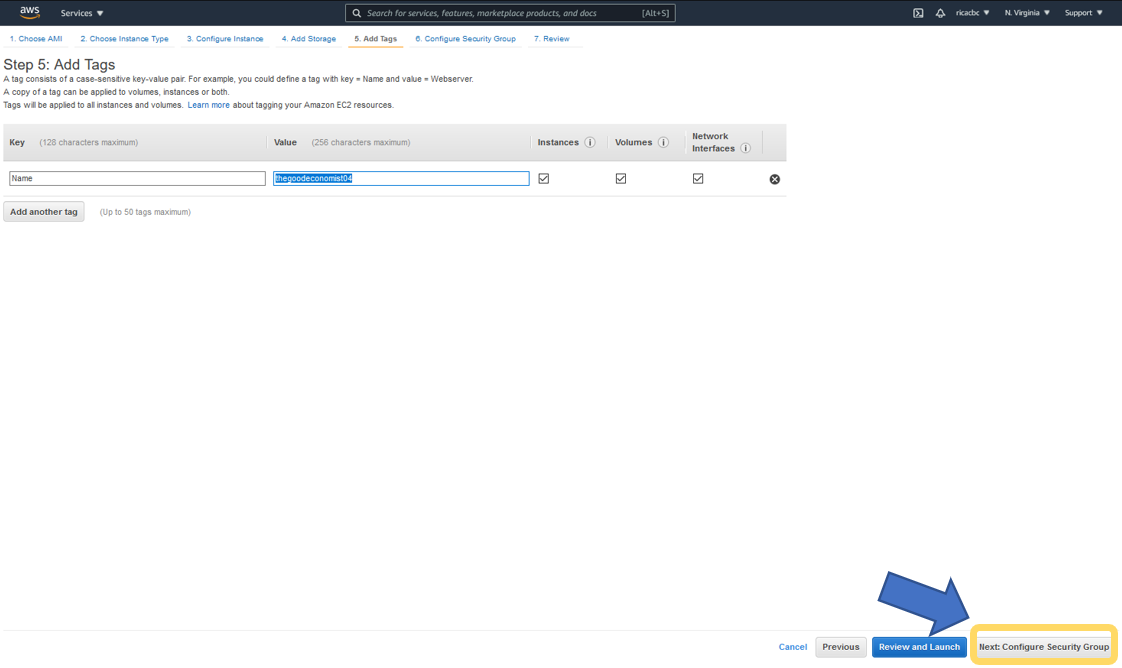 aws Services Search for services, features, marketplace products, and docs [Alt+S] ricacbc N. Virginia Support
1. Choose AMI 2. Choose Instance Type 3. Configure Instance 4. Add Storage 5. Add Tags 6. Configure Security Group 7. Review
Step 5: Add Tags
A tag consists of a case-sensitive key-value pair. For example, you could define a tag with key = Name and value = Webserver.
A copy of a tag can be applied to volumes, instances or both.
Tags will be applied to all instances and volumes. Learn more about tagging your Amazon EC2 resources.
Key (128 characters maximum) Value (256 characters maximum) Instances i Volumes i Network Interfaces i
Name thegoodeconomist04
Add another tag (Up to 50 tags maximum)
Cancel Previous Review and Launch Next: Configure Security Group